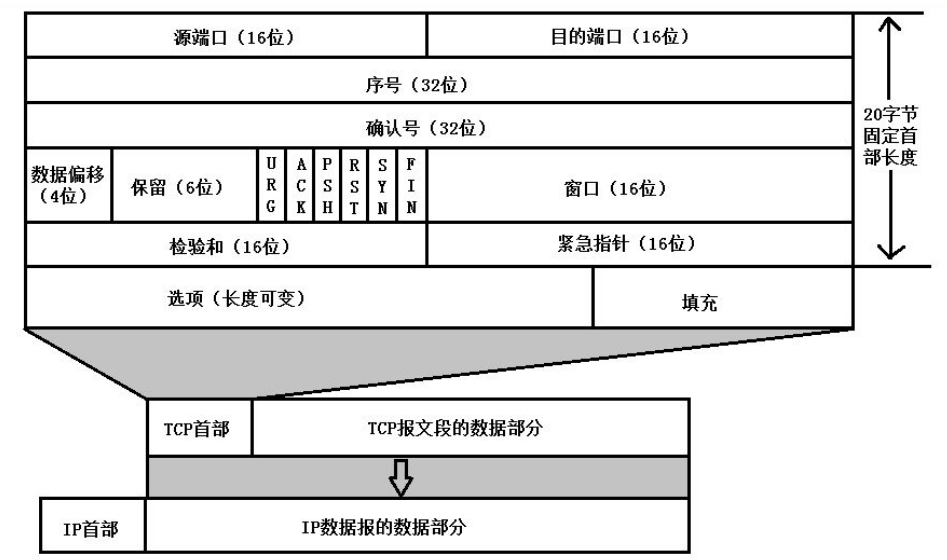 源端口（16位）
目的端口（16位）
序号（32位）
确认号（32位）
20字节
固定首
部长度
数据偏移
（4位）
保留（6位）
URG
ACK
PSH
RST
SYN
FIN
窗口（16位）
检验和（16位）
紧急指针（16位）
选项（长度可变）
填充
TCP首部
TCP报文段的数据部分
IP首部
IP数据报的数据部分